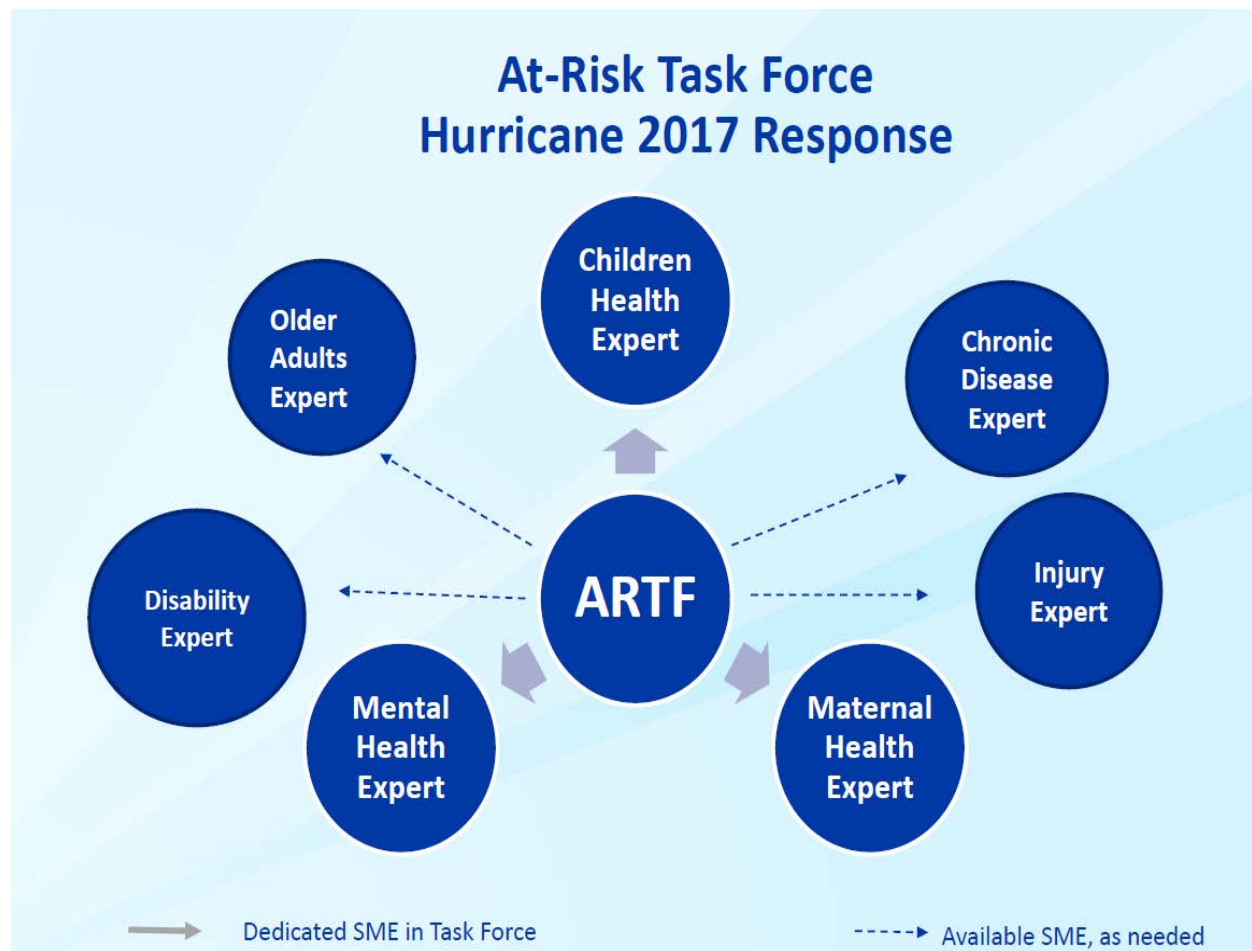 At-Risk Task Force
Hurricane 2017 Response
Children
Health
Expert
Older
Adults
Expert
Chronic
Disease
Expert
Disability
Expert
ARTF
Injury
Expert
Mental
Health
Expert
Maternal
Health
Expert
Dedicated SME in Task Force
Available SME, as needed